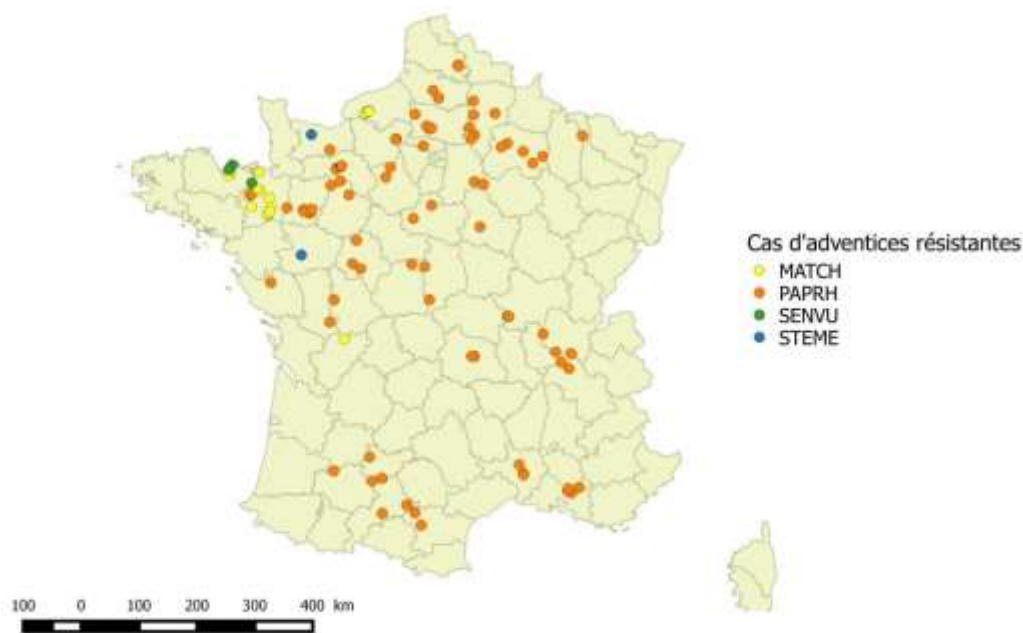 Cas d'adventices résistantes
MATCH
PAPRH
SENVU
STEME
100 0 100 200 300 400 km